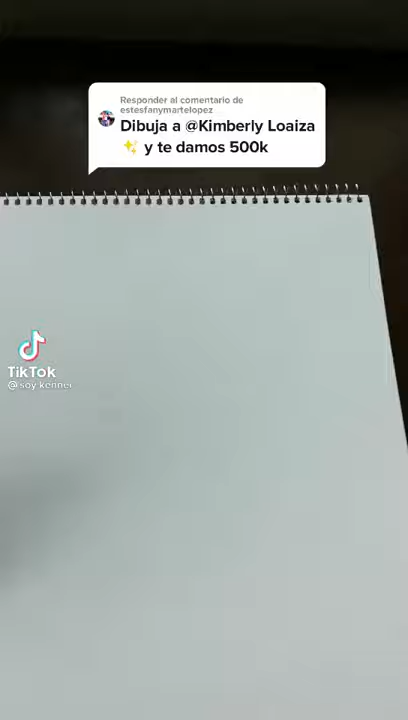 Responder al comentario de
estesfanymartelopez
Dibuja a @Kimberly Loaiza
✨ y te damos 500k
TikTok
@soy kenner